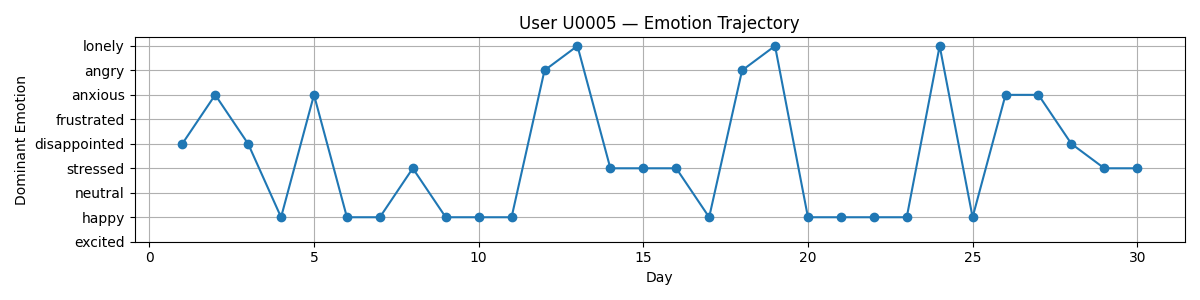 User U0005 — Emotion Trajectory
Dominant Emotion
lonely
angry
anxious
frustrated
disappointed
stressed
neutral
happy
excited
0 5 10 15 20 25 30
Day